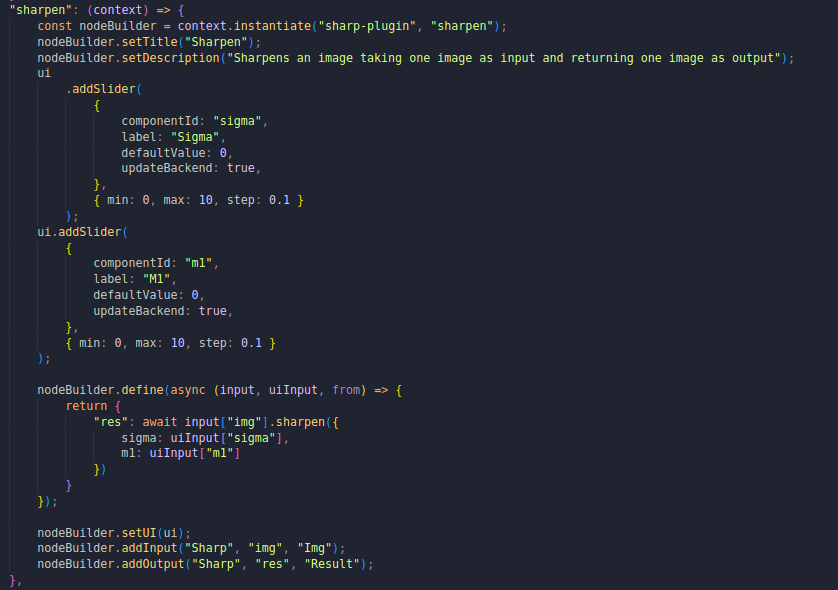 "sharpen": (context) => {
    const nodeBuilder = context.instantiate("sharp-plugin", "sharpen");
    nodeBuilder.setTitle("Sharpen");
    nodeBuilder.setDescription("Sharpens an image taking one image as input and returning one image as output");
    ui
        .addSlider(
            {
                componentId: "sigma",
                label: "Sigma",
                defaultValue: 0,
                updateBackend: true,
            },
            { min: 0, max: 10, step: 0.1 }
        );
    ui.addSlider(
        {
            componentId: "m1",
            label: "M1",
            defaultValue: 0,
            updateBackend: true,
        },
        { min: 0, max: 10, step: 0.1 }
    );

    nodeBuilder.define(async (input, uiInput, from) => {
        return {
            "res": await input["img"].sharpen({
                sigma: uiInput["sigma"],
                m1: uiInput["m1"]
            })
        }
    });

    nodeBuilder.setUI(ui);
    nodeBuilder.addInput("Sharp", "img", "Img");
    nodeBuilder.addOutput("Sharp", "res", "Result");
},